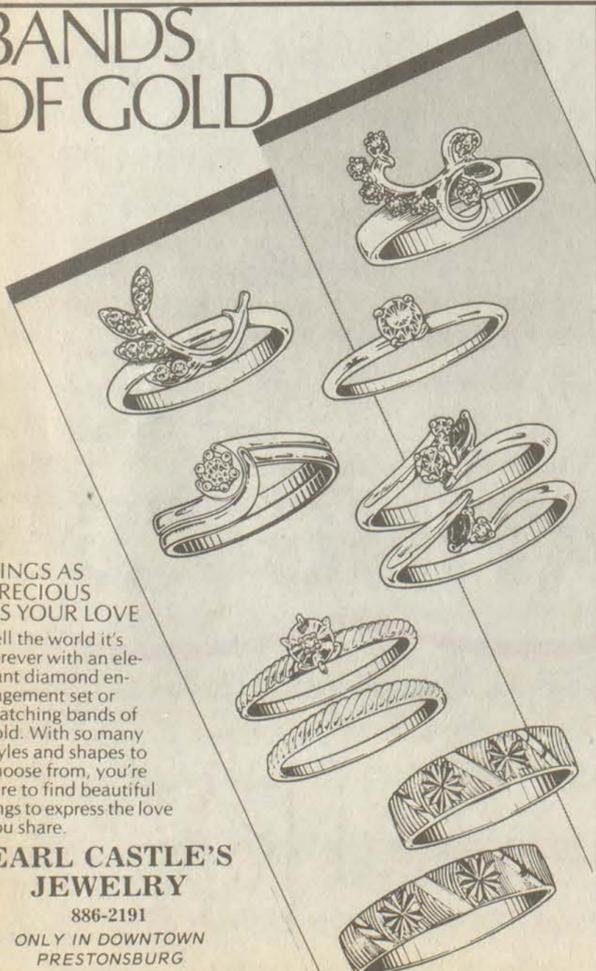 BANDS
OF GOLD
INGS AS
RECIOUS
S YOUR LOVE
ell the world it's
rever with an ele-
ant diamond en-
agement set or
atching bands of
old. With so many
yles and shapes to
hoose from, you're
re to find beautiful
ngs to express the love
ou share.
EARL CASTLE'S
JEWELRY
886-2191
ONLY IN DOWNTOWN
PRESTONSBURG